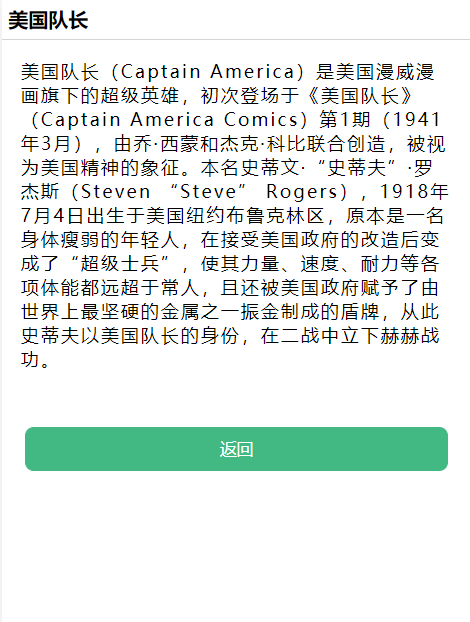 美国队长
美国队长（Captain America）是美国漫威漫
画旗下的超级英雄，初次登场于《美国队长》
（Captain America Comics）第1期（1941
年3月），由乔·西蒙和杰克·科比联合创造，被视
为美国精神的象征。本名史蒂文·“史蒂夫”·罗
杰斯（Steven “Steve” Rogers），1918年
7月4日出生于美国纽约布鲁克林区，原本是一名
身体瘦弱的年轻人，在接受美国政府的改造后变
成了“超级士兵”，使其力量、速度、耐力等各
项体能都远超于常人，且还被美国政府赋予了由
世界上最坚硬的金属之一振金制成的盾牌，从此
史蒂夫以美国队长的身份，在二战中立下赫赫战
功。
返回